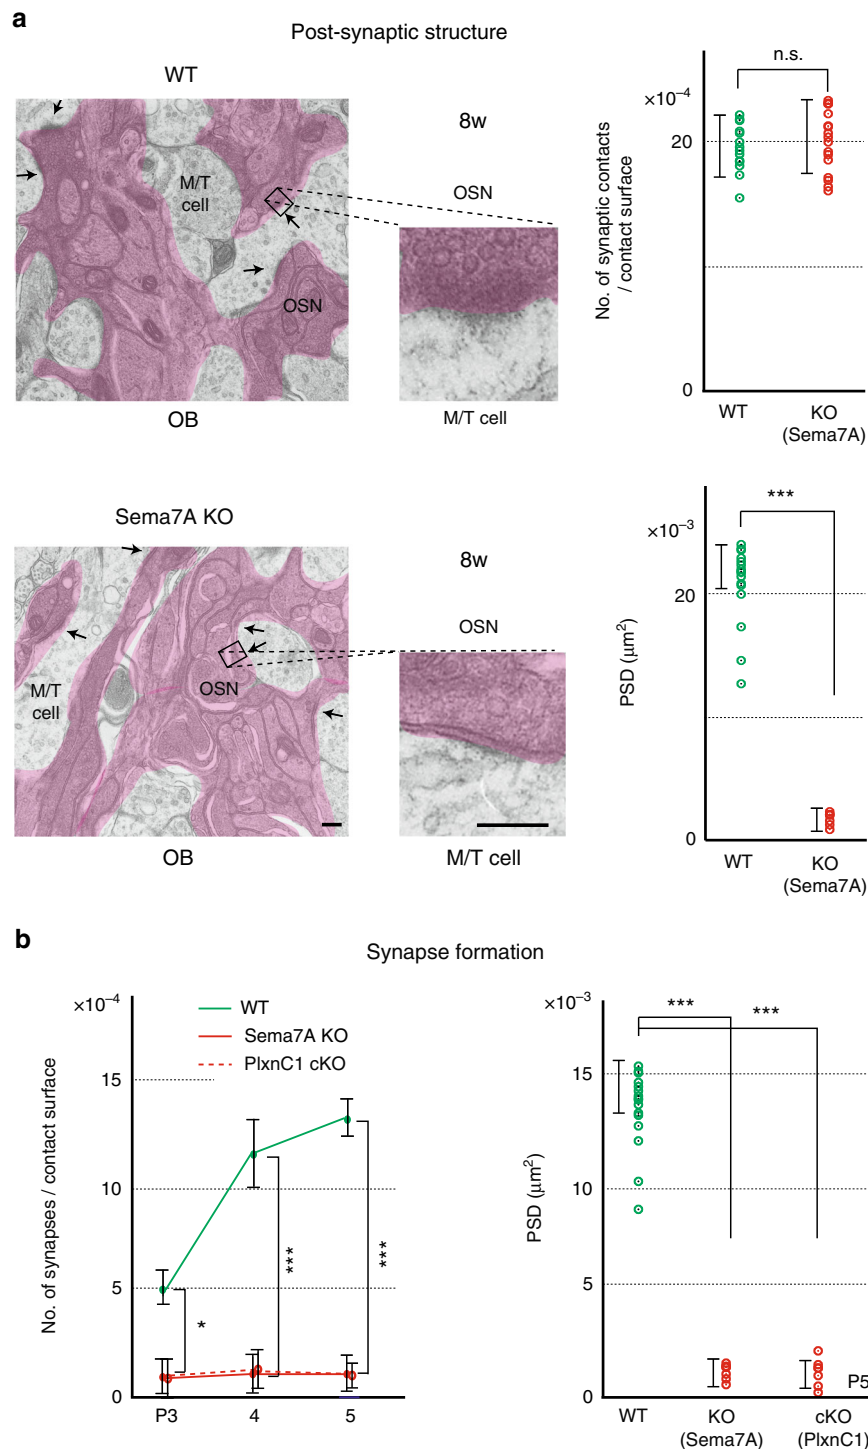 a
Post-synaptic structure
WT
8w
M/T
cell
OSN
OSN
OB
M/T cell
n.s.
×10⁻⁴
20
0
No. of synaptic contacts
/ contact surface
WT
KO
(Sema7A)
Sema7A KO
8w
OSN
M/T
cell
OSN
OB
M/T cell
***
×10⁻³
20
0
PSD (μm²)
WT
KO
(Sema7A)
b
Synapse formation
×10⁻⁴
WT
Sema7A KO
PlxnC1 cKO
15
10
5
0
No. of synapses / contact surface
*
***
***
P3
4
5
×10⁻³
***
***
15
10
5
0
PSD (μm²)
P5
WT
KO
(Sema7A)
cKO
(PlxnC1)